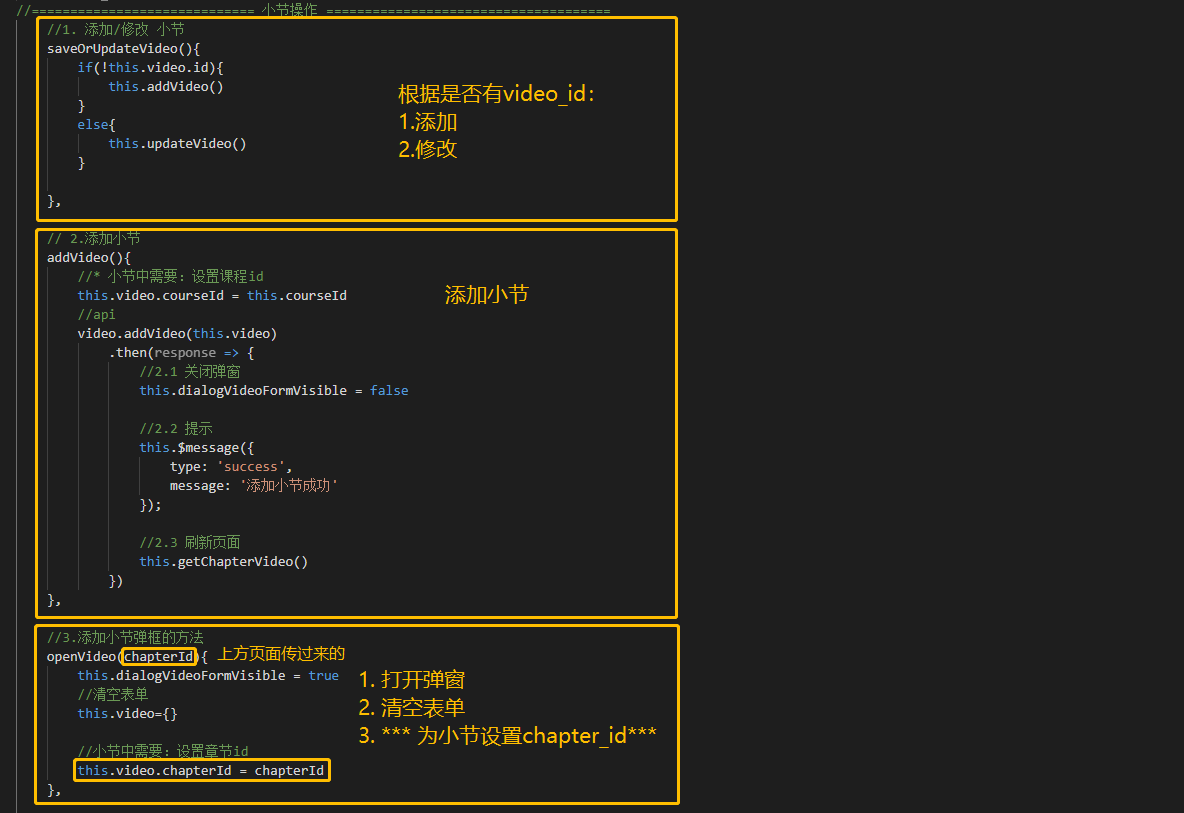 //============================= 小节操作 =====================================
//1. 添加/修改 小节
saveOrUpdateVideo(){
if(!this.video.id){
this.addVideo()
}
else{
this.updateVideo()
}
},
根据是否有video_id：
1.添加
2.修改
// 2.添加小节
addVideo(){
//* 小节中需要: 设置课程id
this.video.courseId = this.courseId
添加小节
//api
video.addVideo(this.video)
.then(response => {
//2.1 关闭弹窗
this.dialogVideoFormVisible = false
//2.2 提示
this.$message({
type: 'success',
message: '添加小节成功'
});
//2.3 刷新页面
this.getChapterVideo()
})
},
//3.添加小节弹框的方法
openVideo(chapterId){ 上方页面传过来的
this.dialogVideoFormVisible = true
//清空表单
this.video={}
//小节中需要: 设置章节id
this.video.chapterId = chapterId
},
1. 打开弹窗
2. 清空表单
3. *** 为小节设置chapter_id***